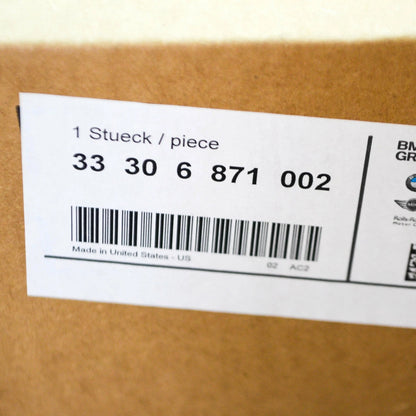 1 Stueck / piece
33 30 6 871 002
Made in United States - US
02 AC2
BM
GR